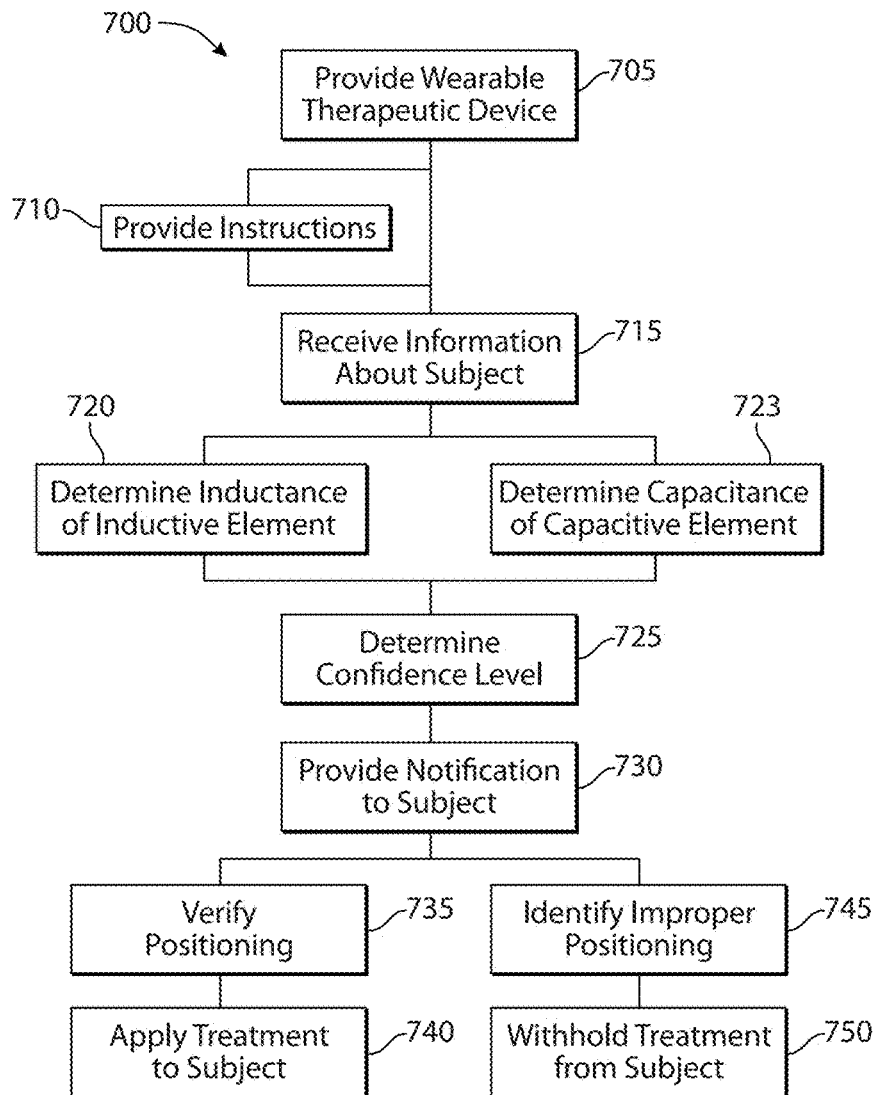 700
Provide Wearable
Therapeutic Device
705
710
Provide Instructions
Receive Information
About Subject
715
720
723
Determine Inductance
of Inductive Element
Determine Capacitance
of Capacitive Element
Determine
Confidence Level
725
Provide Notification
to Subject
730
Verify
Positioning
735
Identify Improper
Positioning
745
Apply Treatment
to Subject
740
Withhold Treatment
from Subject
750